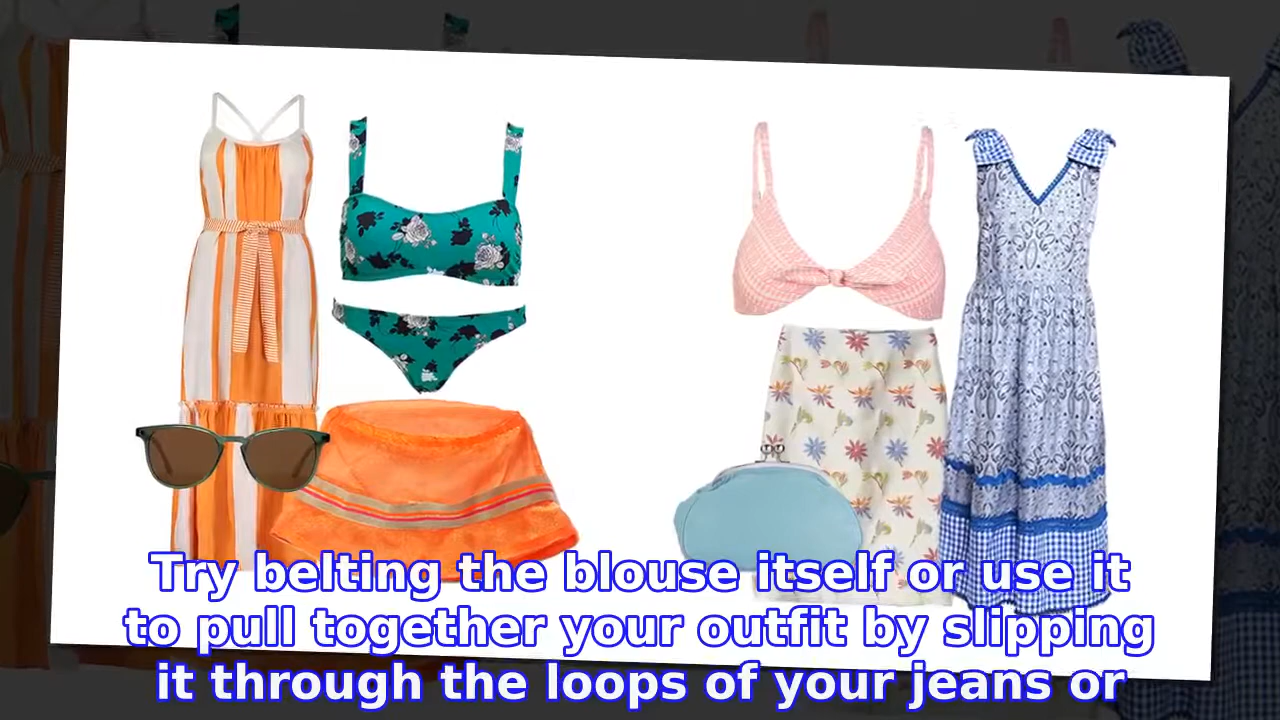 Try belting the blouse itself or use it
to pull together your outfit by slipping
it through the loops of your jeans or